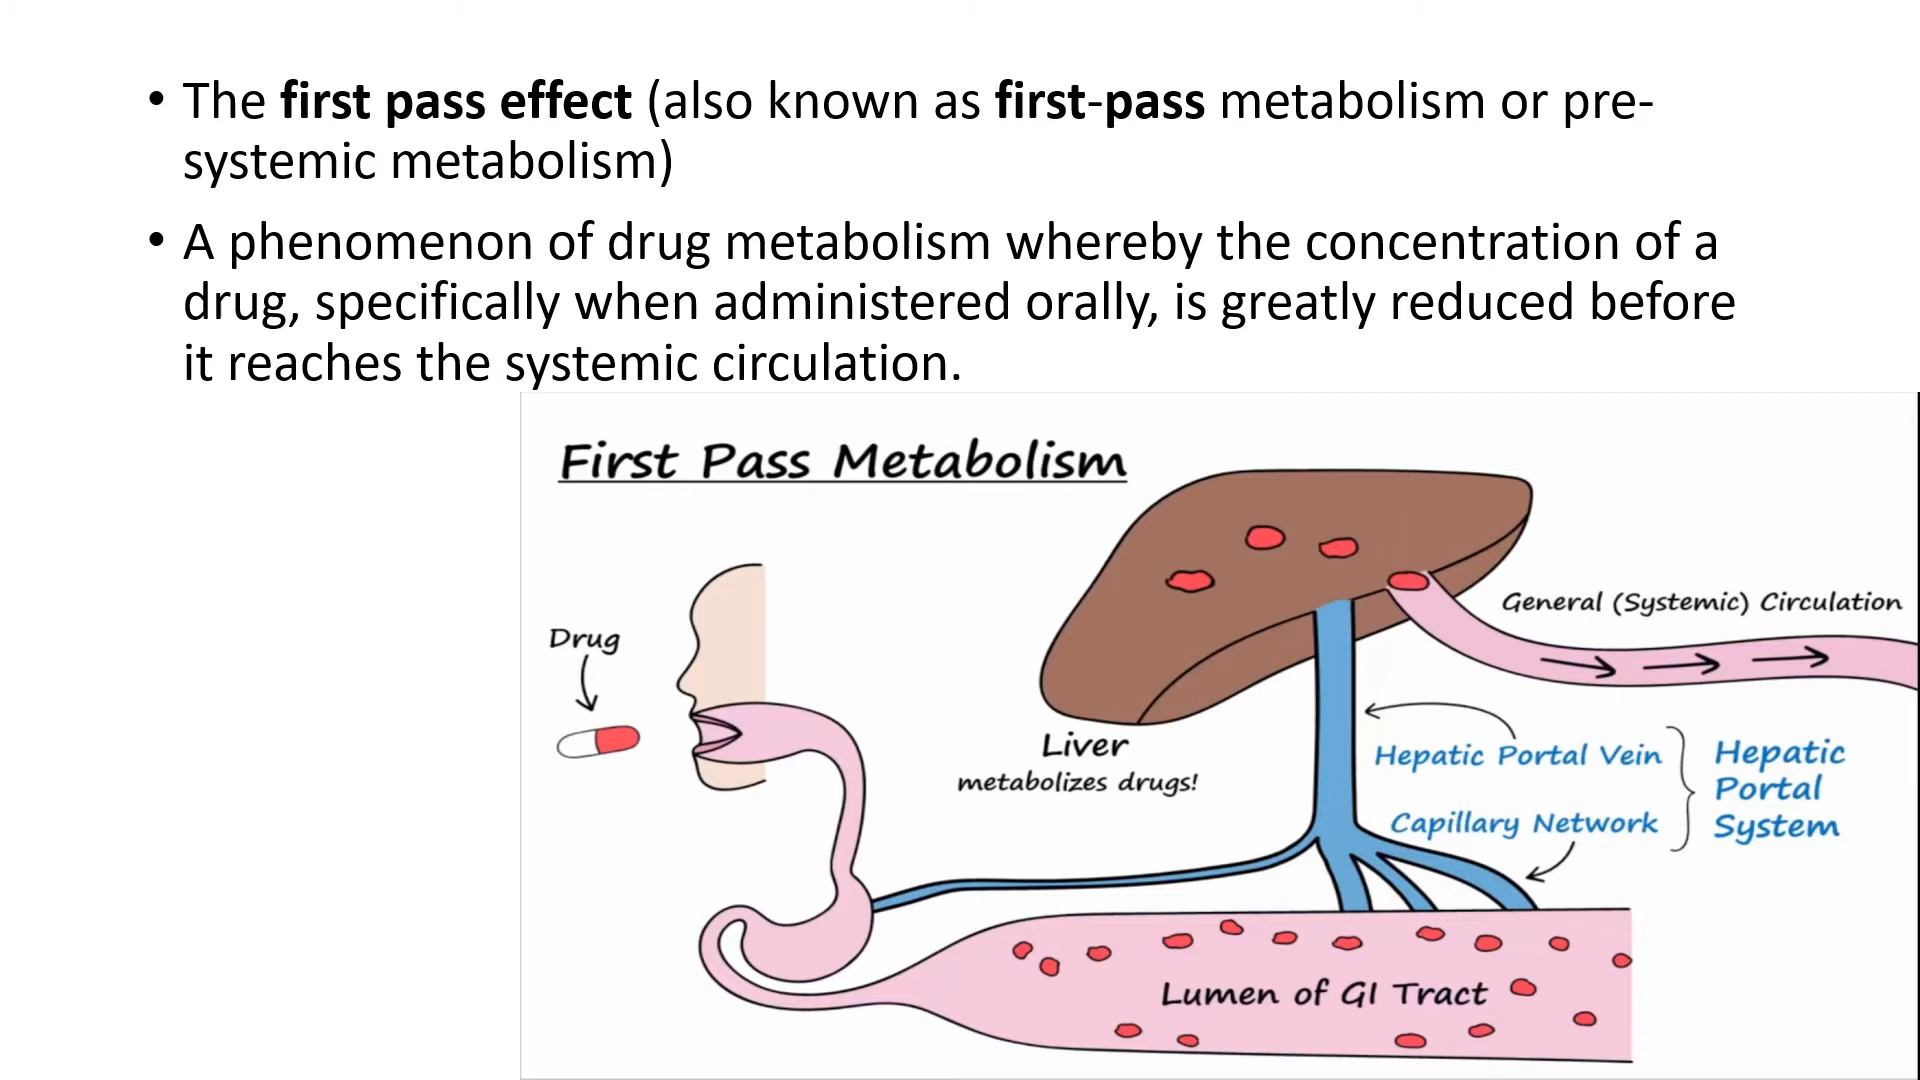 • The first pass effect (also known as first-pass metabolism or pre-
systemic metabolism)
• A phenomenon of drug metabolism whereby the concentration of a
drug, specifically when administered orally, is greatly reduced before
it reaches the systemic circulation.
First Pass Metabolism
General (Systemic) Circulation
Drug
Liver
metabolizes drugs!
Hepatic Portal Vein
Capillary Network
Hepatic
Portal
System
Lumen of GI Tract